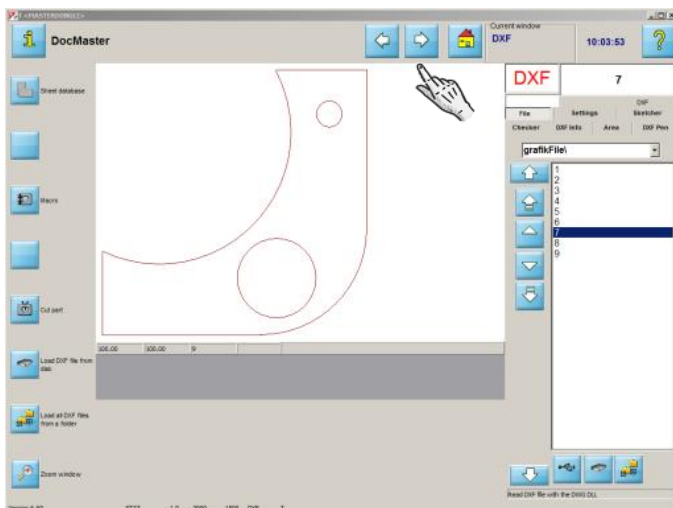 DocMaster
Current window
DXF
10:03:53
Sheet database
Macro
Cut part
Load DXF file from
Load all DXF files
from a folder
Zoom window
100.00 100.00 9
DXF 7
File Settings DXF Sketcher
Checker DXF info Area DXF Pen
grafikFile\
1
2
3
4
5
6
7
8
9
Read DXF file with the DWG DLL